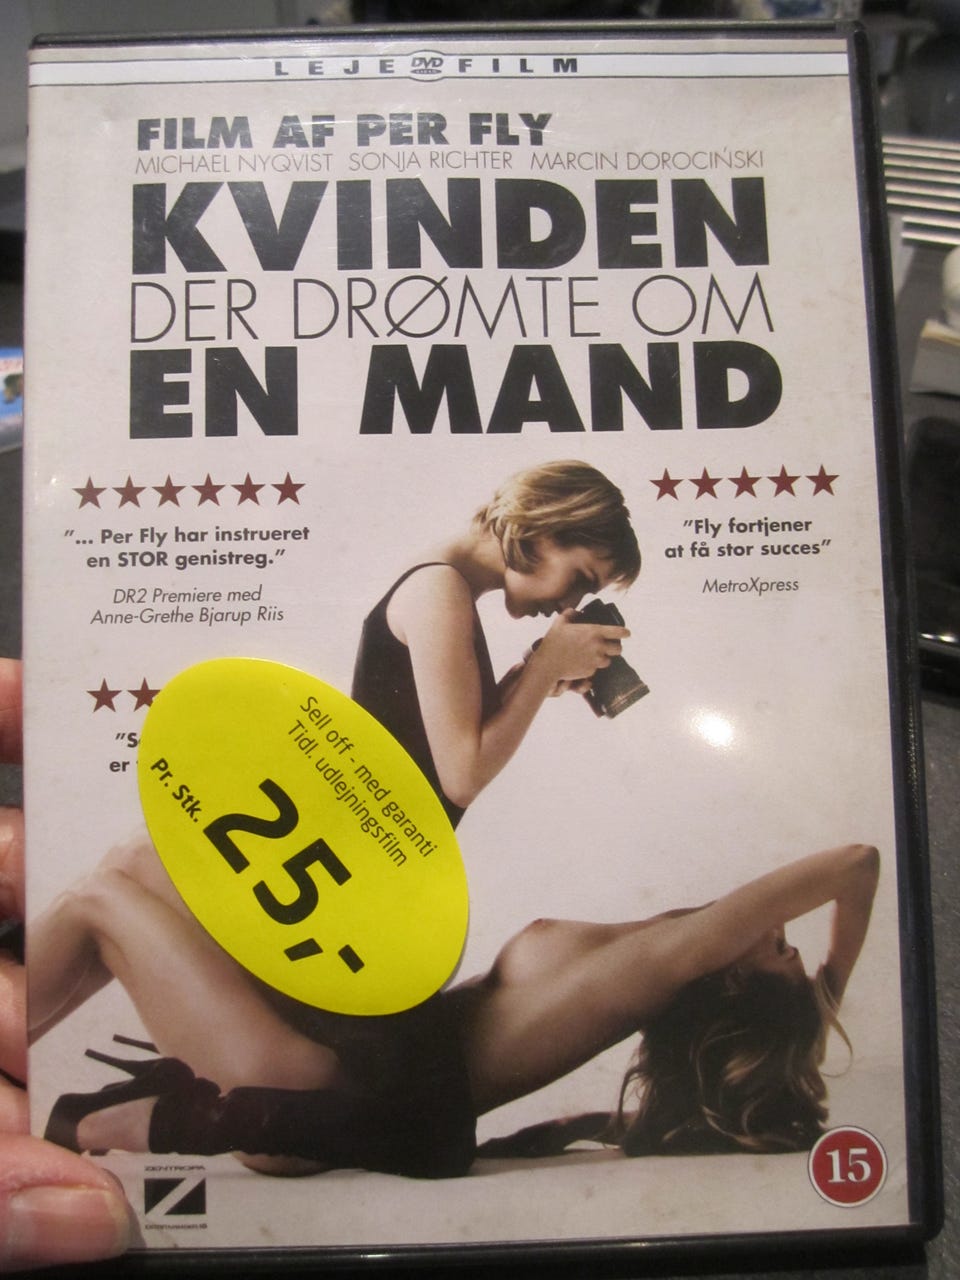 LEJE DVD FILM
FILM AF PER FLY
MICHAEL NYQVIST SONJA RICHTER MARCIN DOROCIŃSKI
KVINDEN
DER DRØMTE OM
EN MAND
"... Per Fly har instrueret
en STOR genistreg."
DR2 Premiere med
Anne-Grethe Bjarup Riis
"Fly fortjener
at få stor succes"
MetroXpress
er
Sell off - med garanti
Tidl. udlejningsfilm
Pr. Stk.
25,-
ZENTROPA
15